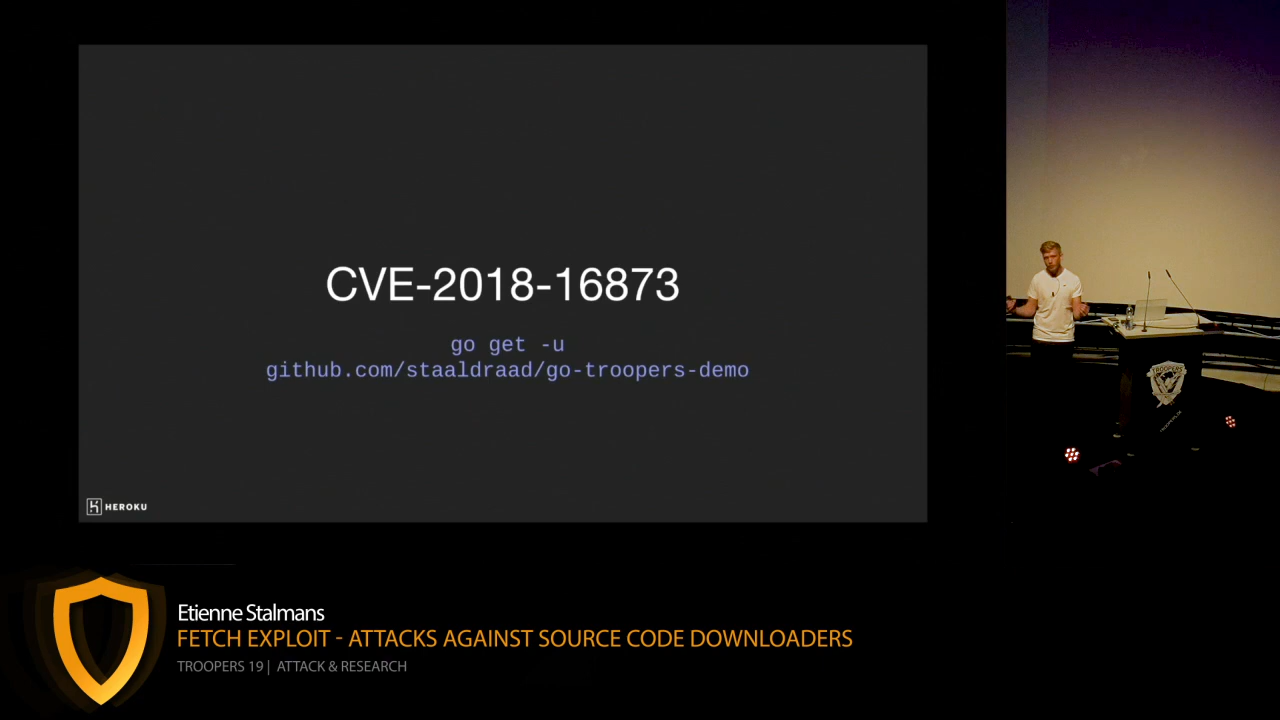 CVE-2018-16873
go get -u
github.com/staaldraad/go-troopers-demo
HEROKU
TROOPERS
Etienne Stalmans
FETCH EXPLOIT - ATTACKS AGAINST SOURCE CODE DOWNLOADERS
TROOPERS 19 | ATTACK & RESEARCH